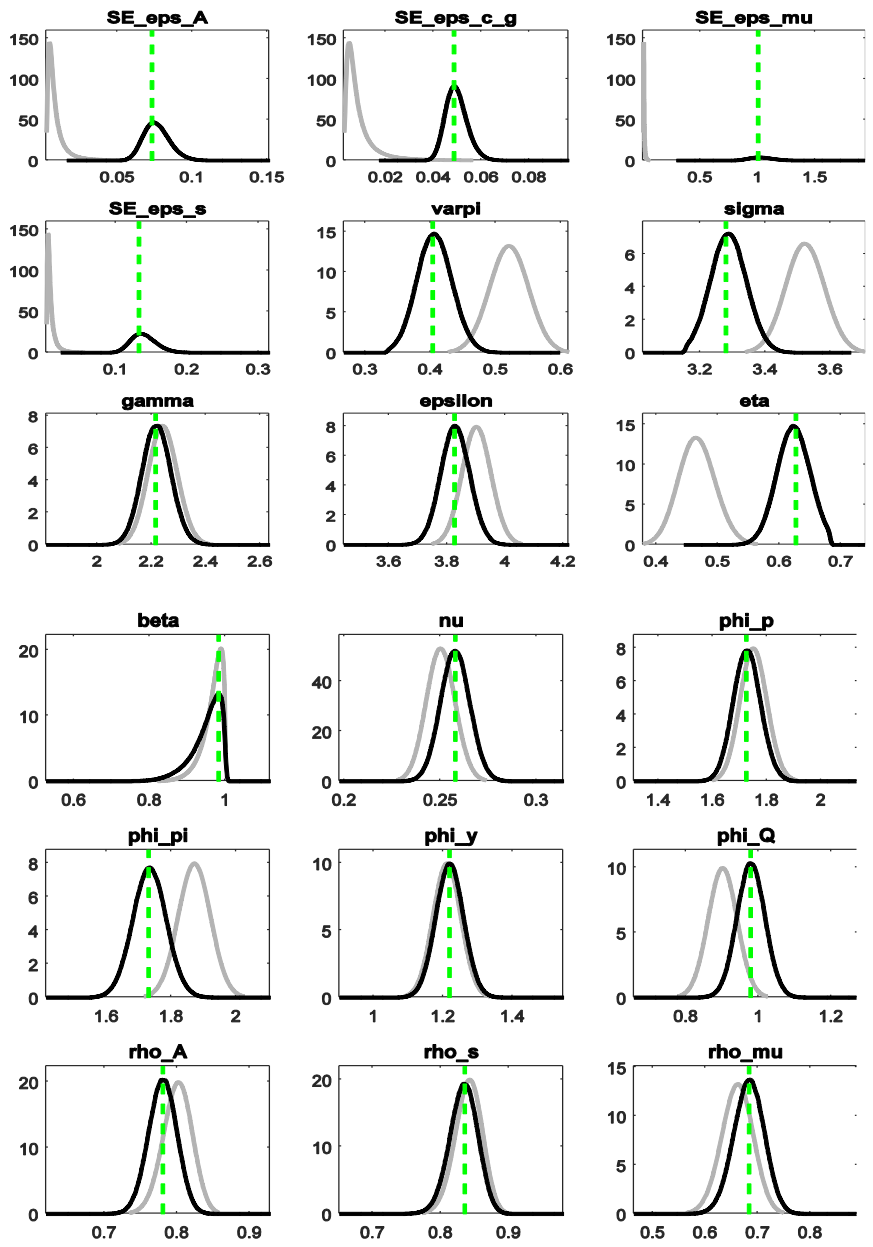 SE_eps_A SE_eps_c_g SE_eps_mu
150 150 150
100 100 100
50 50 50
0 0 0
0.05 0.1 0.15 0.02 0.04 0.06 0.08 0.5 1 1.5
SE_eps_s varpi sigma
150 15 6
100 10 4
50 5 2
0 0 0
0.1 0.2 0.3 0.3 0.4 0.5 0.6 3.2 3.4 3.6
gamma epsilon eta
8 8 15
6 6 10
4 4 5
2 2 0
0 0
2 2.2 2.4 2.6 3.6 3.8 4 4.2 0.4 0.5 0.6 0.7
beta nu phi_p
20 40 8
10 20 6
0 0 4
2
0
0.6 0.8 1 0.2 0.25 0.3 1.4 1.6 1.8 2
phi_pi phi_y phi_Q
8 10 10
6 5 5
4 0 0
2
0
1.6 1.8 2 1 1.2 1.4 0.8 1 1.2
rho_A rho_s rho_mu
20 20 15
10 10 10
0 0 5
0
0.7 0.8 0.9 0.7 0.8 0.9 0.5 0.6 0.7 0.8